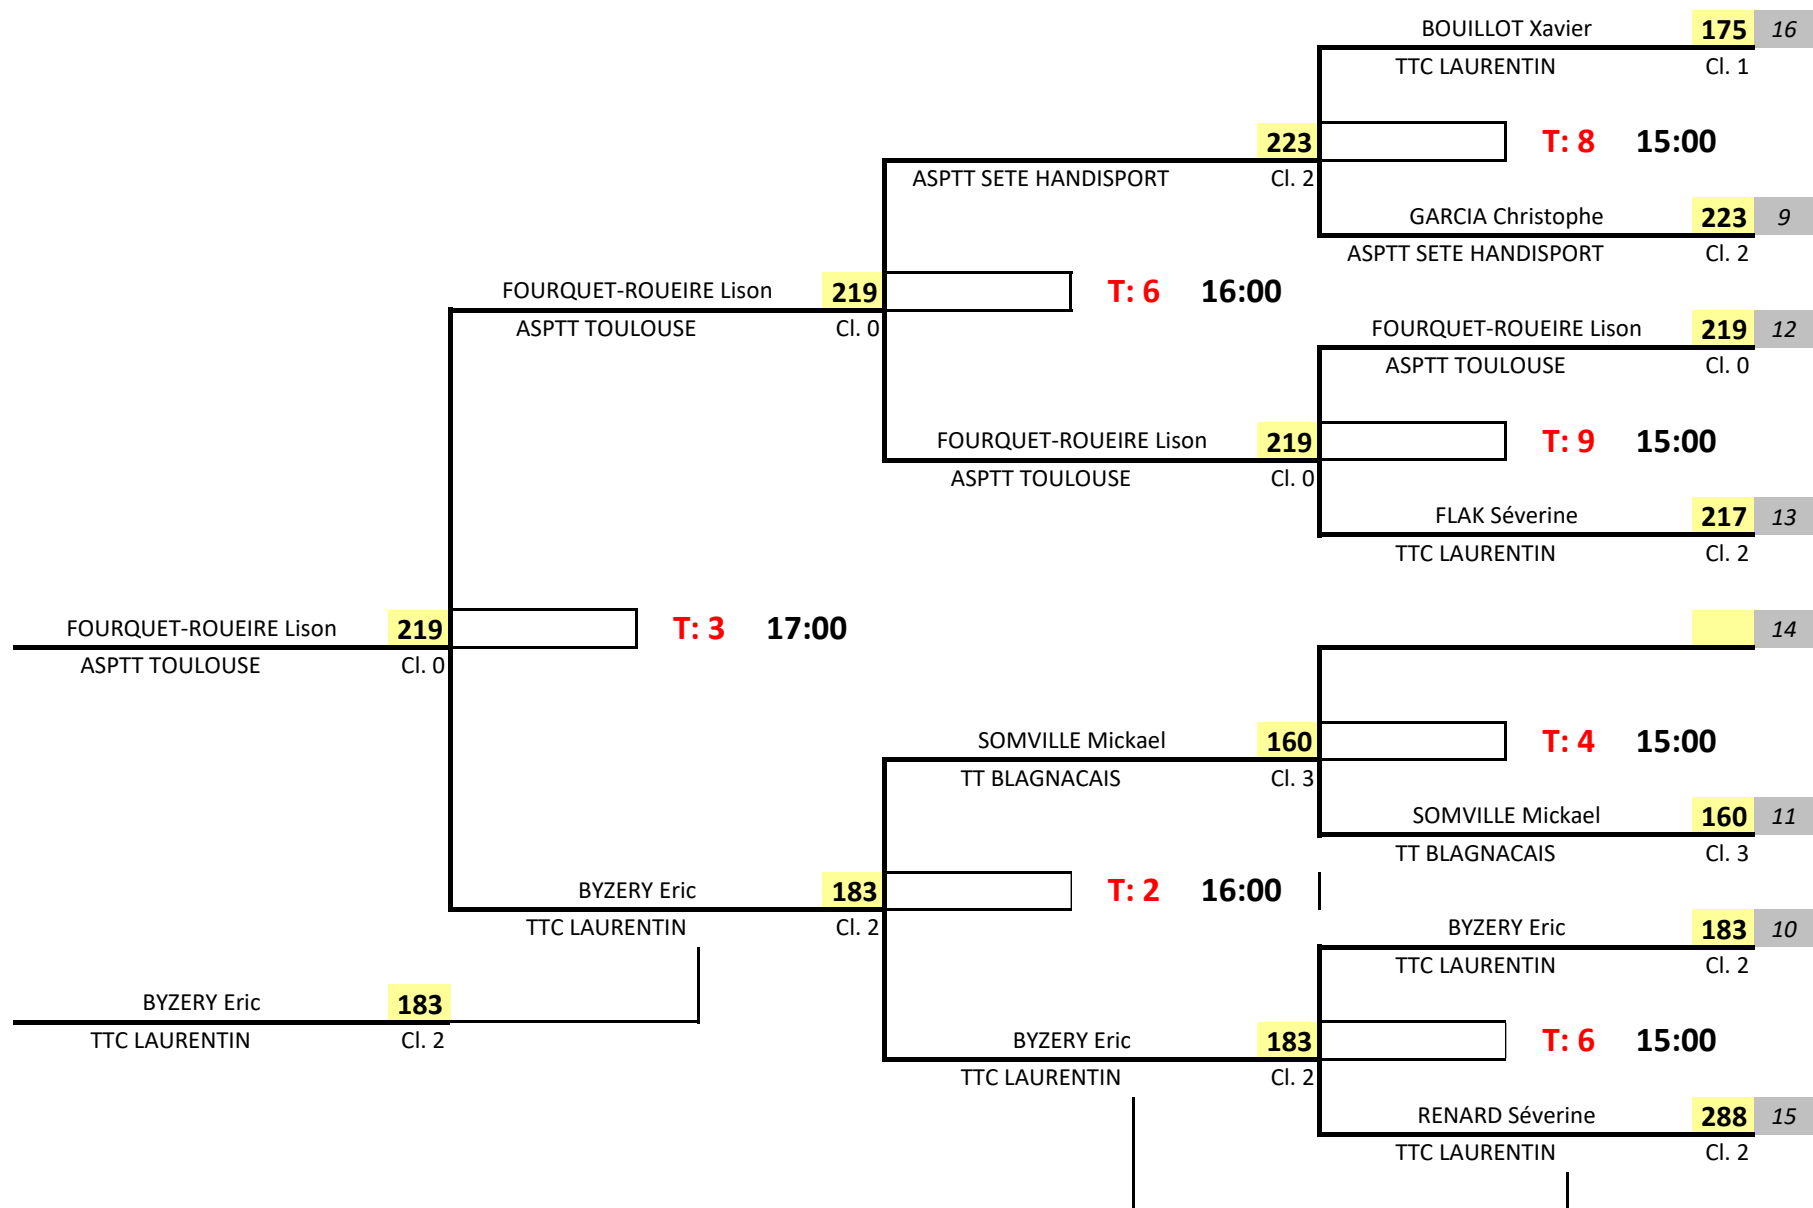 BOUILLOT Xavier 175 16
TTC LAURENTIN Cl. 1
223 T: 8 15:00
ASPTT SETE HANDISPORT Cl. 2
GARCIA Christophe 223 9
ASPTT SETE HANDISPORT Cl. 2
FOURQUET-ROUEIRE Lison 219 T: 6 16:00
ASPTT TOULOUSE Cl. 0
FOURQUET-ROUEIRE Lison 219 12
ASPTT TOULOUSE Cl. 0
FOURQUET-ROUEIRE Lison 219 T: 9 15:00
ASPTT TOULOUSE Cl. 0
FLAK Séverine 217 13
TTC LAURENTIN Cl. 2
FOURQUET-ROUEIRE Lison 219 T: 3 17:00 14
ASPTT TOULOUSE Cl. 0
SOMVILLE Mickael 160 T: 4 15:00
TT BLAGNACAIS Cl. 3
SOMVILLE Mickael 160 11
TT BLAGNACAIS Cl. 3
BYZERY Eric 183 T: 2 16:00
TTC LAURENTIN Cl. 2
BYZERY Eric 183 10
TTC LAURENTIN Cl. 2
BYZERY Eric 183
TTC LAURENTIN Cl. 2
BYZERY Eric 183 T: 6 15:00
TTC LAURENTIN Cl. 2
RENARD Séverine 288 15
TTC LAURENTIN Cl. 2